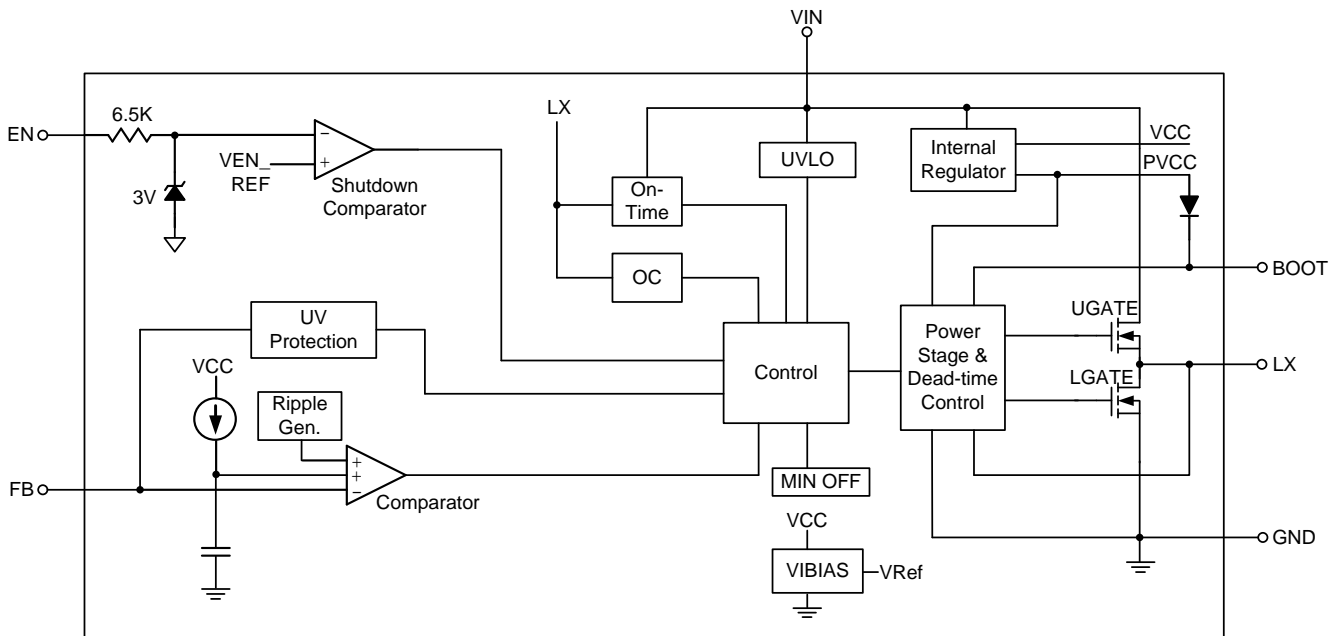 VIN
EN
6.5K
3V
VEN_
REF
−
+
Shutdown
Comparator
LX
On-
Time
OC
UVLO
Internal
Regulator
VCC
PVCC
BOOT
UV
Protection
VCC
Ripple
Gen.
FB
+
+
−
Comparator
Control
MIN OFF
Power
Stage &
Dead-time
Control
UGATE
LGATE
LX
GND
VCC
VIBIAS
VRef